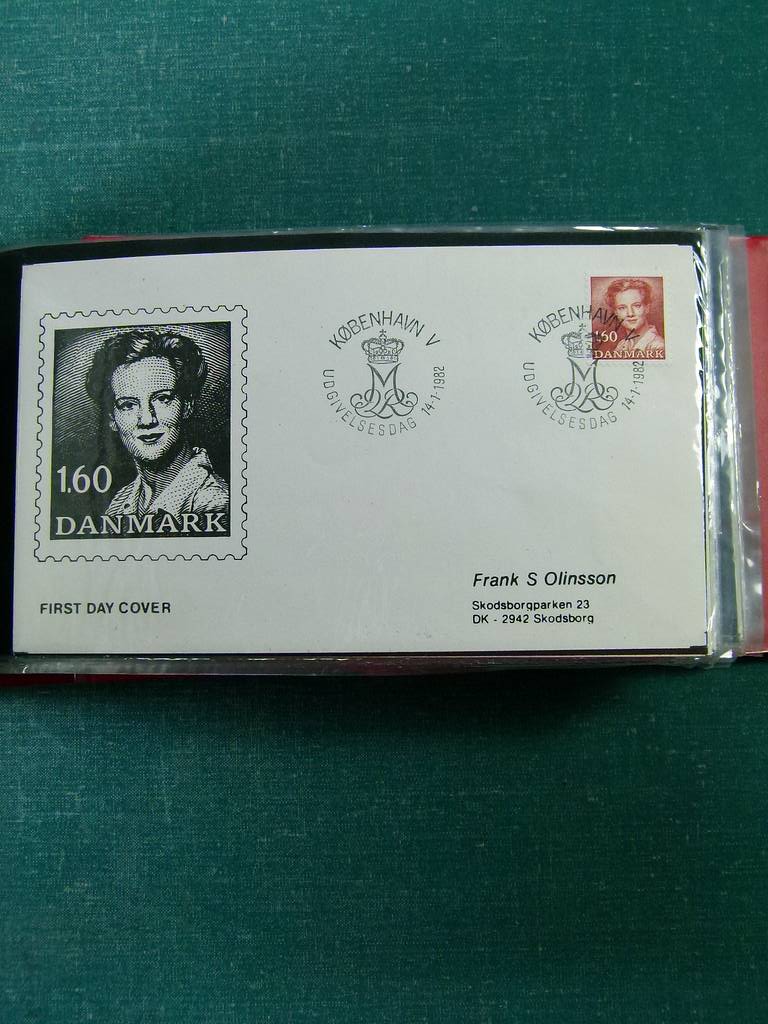 1.60
DANMARK
FIRST DAY COVER
KØBENHAVN V
UDGIVELSESDAG 14-1-1982
KØBENHAVN V
UDGIVELSESDAG 14-1-1982
1.60
DANMARK
Frank S Olinsson
Skodsborgparken 23
DK - 2942 Skodsborg